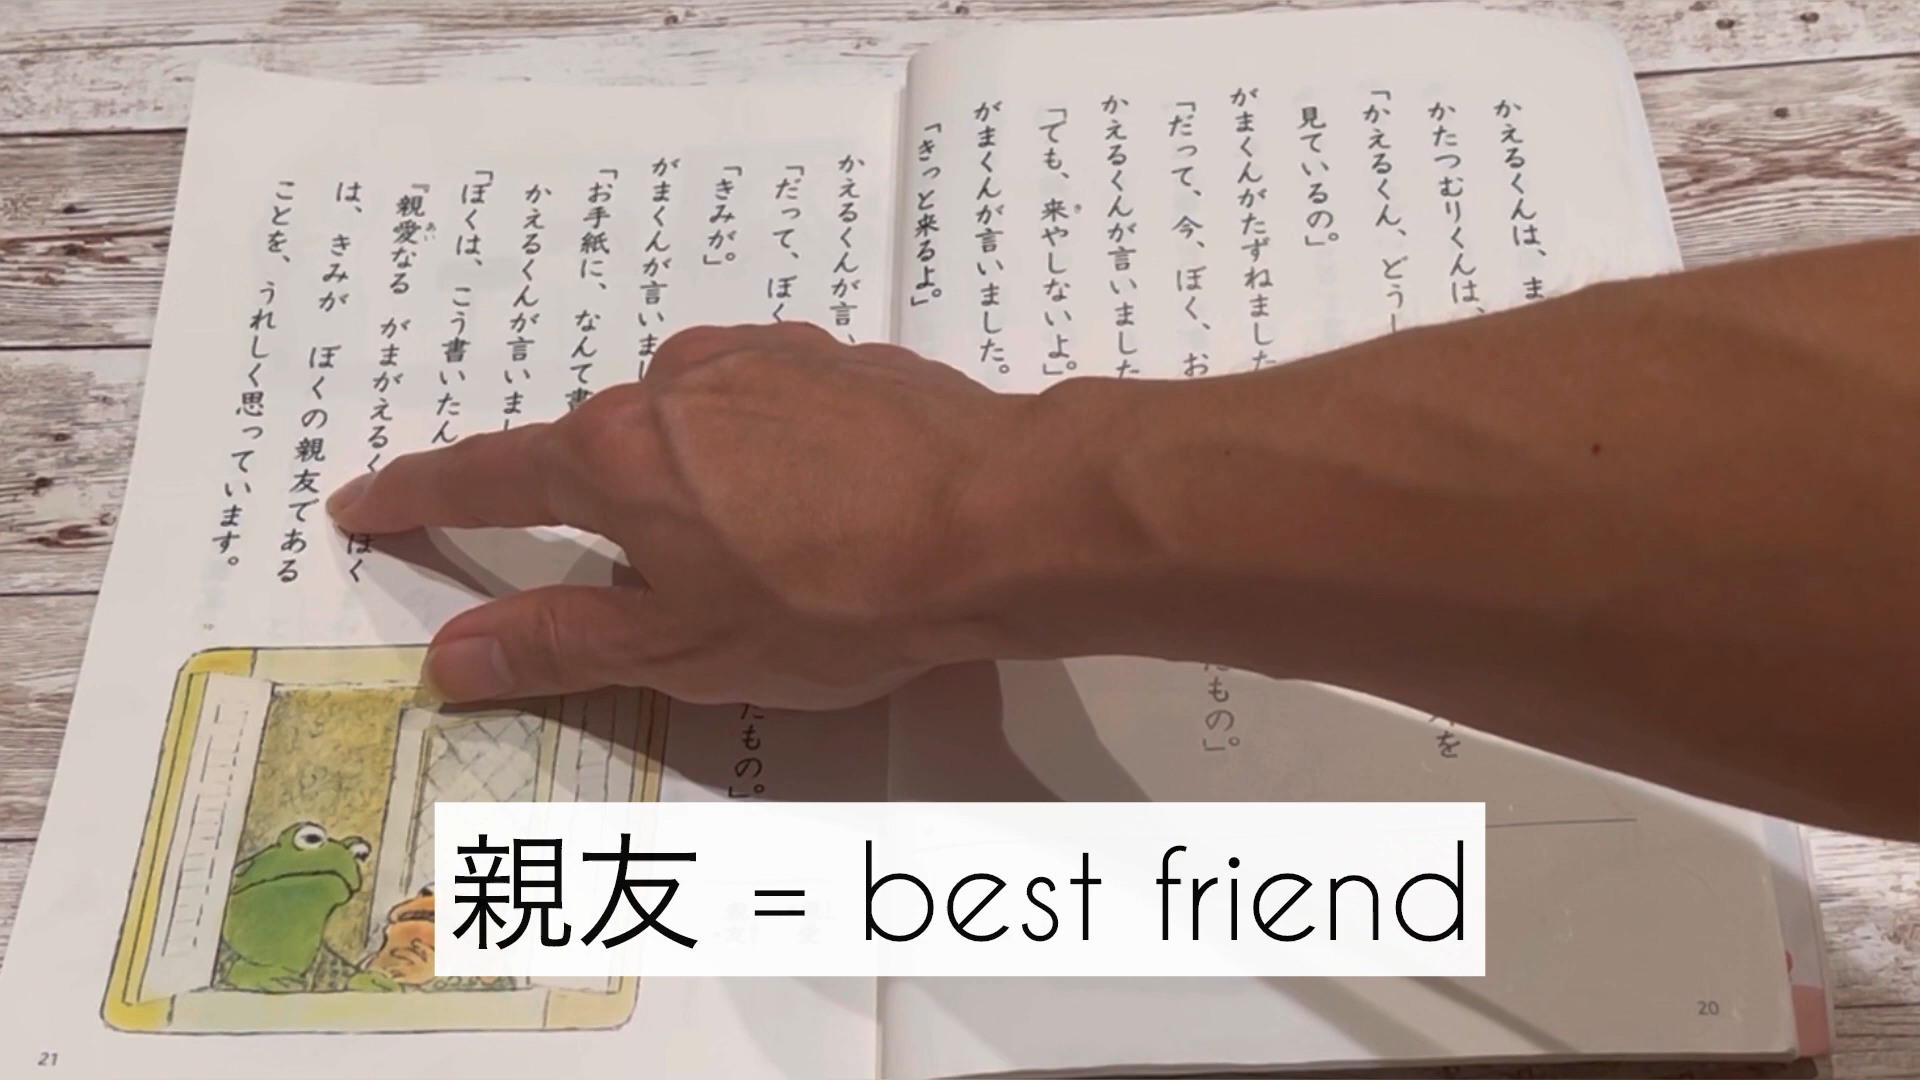 かえるくんは、ま
かたつむりくんは、
「かえるくん、どうし
見ているの」。
がまくんがたずねました
「だって、今、ぼく、お
たもの。」。
かえるくんが言いました
「でも、来やしないよ。」
き
がまくんが言いました。
「きっと来るよ。」
20
かえるくんが言い
「だって、ぼく
たもの。」
「きみが。」
がまくんが言いまし
「お手紙に、なんて書
かえるくんが言いまし
「ぼくは、こう書いたん
『親愛なる がまがえるく ぼく
あい
は、きみが ぼくの親友である
ことを、うれしく思っています。
21
親友 = best friend